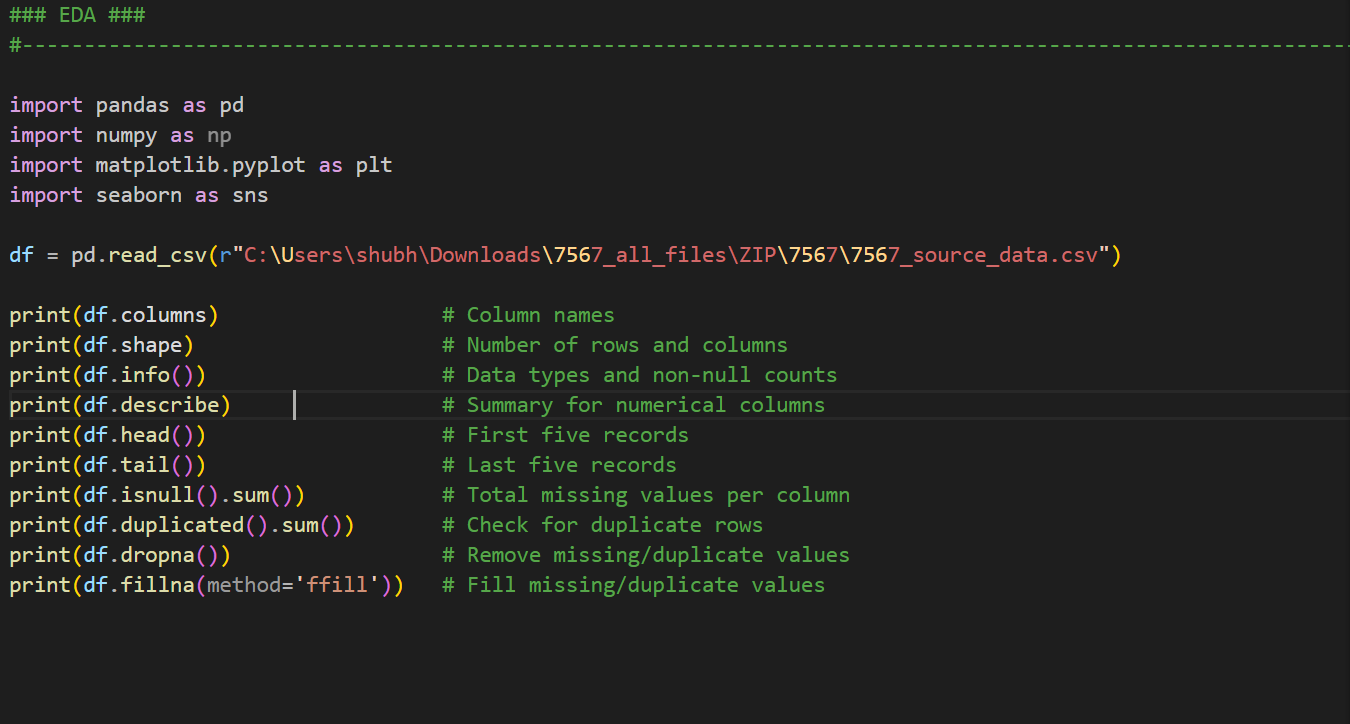 ### EDA ###
#-----------------------------------------------------------------------------------------------------------
import pandas as pd
import numpy as np
import matplotlib.pyplot as plt
import seaborn as sns
df = pd.read_csv(r"C:\Users\shubh\Downloads\7567_all_files\ZIP\7567\7567_source_data.csv")
print(df.columns)                  # Column names
print(df.shape)                    # Number of rows and columns
print(df.info())                   # Data types and non-null counts
print(df.describe)                 # Summary for numerical columns
print(df.head())                   # First five records
print(df.tail())                   # Last five records
print(df.isnull().sum())           # Total missing values per column
print(df.duplicated().sum())       # Check for duplicate rows
print(df.dropna())                 # Remove missing/duplicate values
print(df.fillna(method='ffill'))   # Fill missing/duplicate values